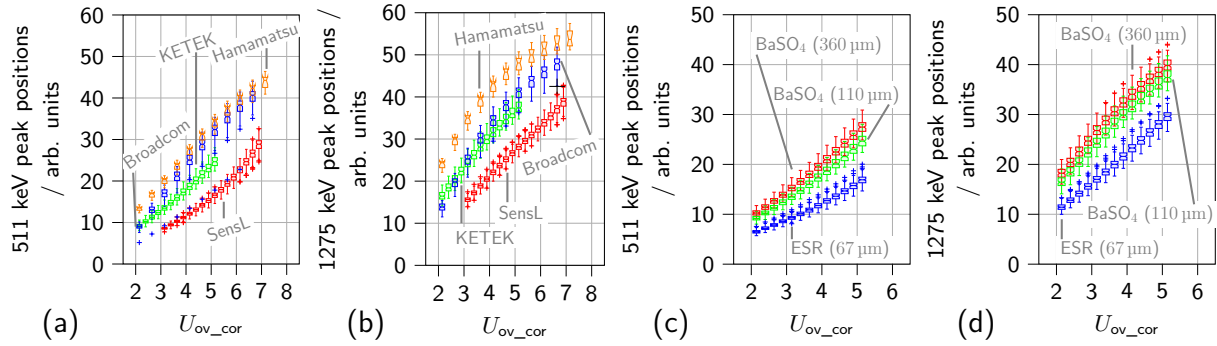 511 keV peak positions
/ arb. units
60
50
40
30
20
10
0
KETEK
Hamamatsu
Broadcom
SensL
2 3 4 5 6 7 8
(a)
U_ov_cor
1275 keV peak positions /
arb. units
60
50
40
30
20
10
0
Hamamatsu
Broadcom
SensL
KETEK
2 3 4 5 6 7 8
(b)
U_ov_cor
511 keV peak positions
/ arb. units
50
40
30
20
10
0
BaSO₄ (360 μm)
BaSO₄ (110 μm)
ESR (67 μm)
2 3 4 5 6
(c)
U_ov_cor
1275 keV peak positions
/ arb. units
50
40
30
20
10
0
BaSO₄ (360 μm)
BaSO₄ (110 μm)
ESR (67 μm)
2 3 4 5 6
(d)
U_ov_cor